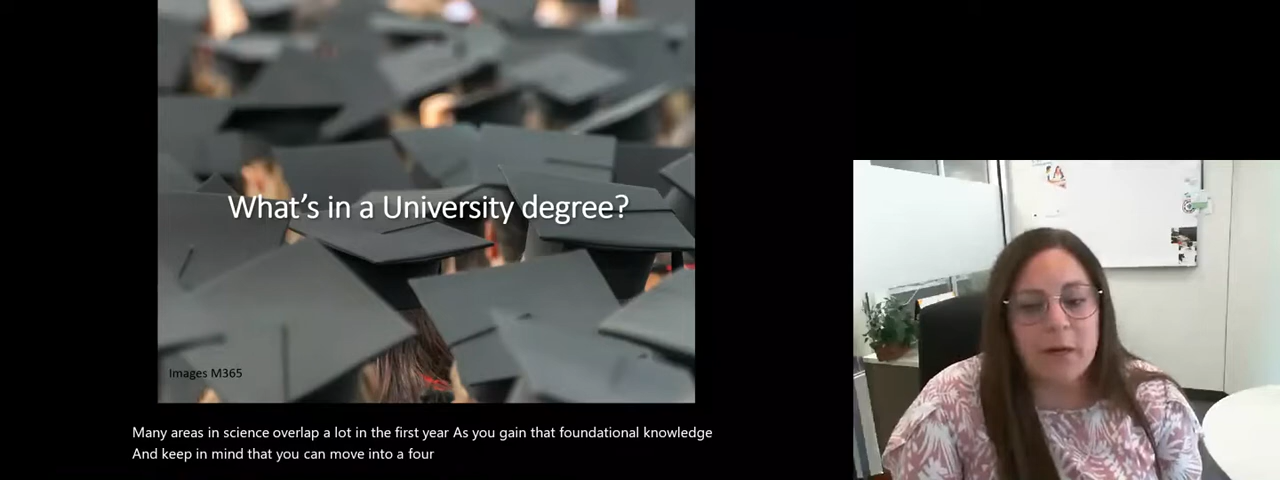 What's in a University degree?
Images M365
Many areas in science overlap a lot in the first year As you gain that foundational knowledge
And keep in mind that you can move into a four